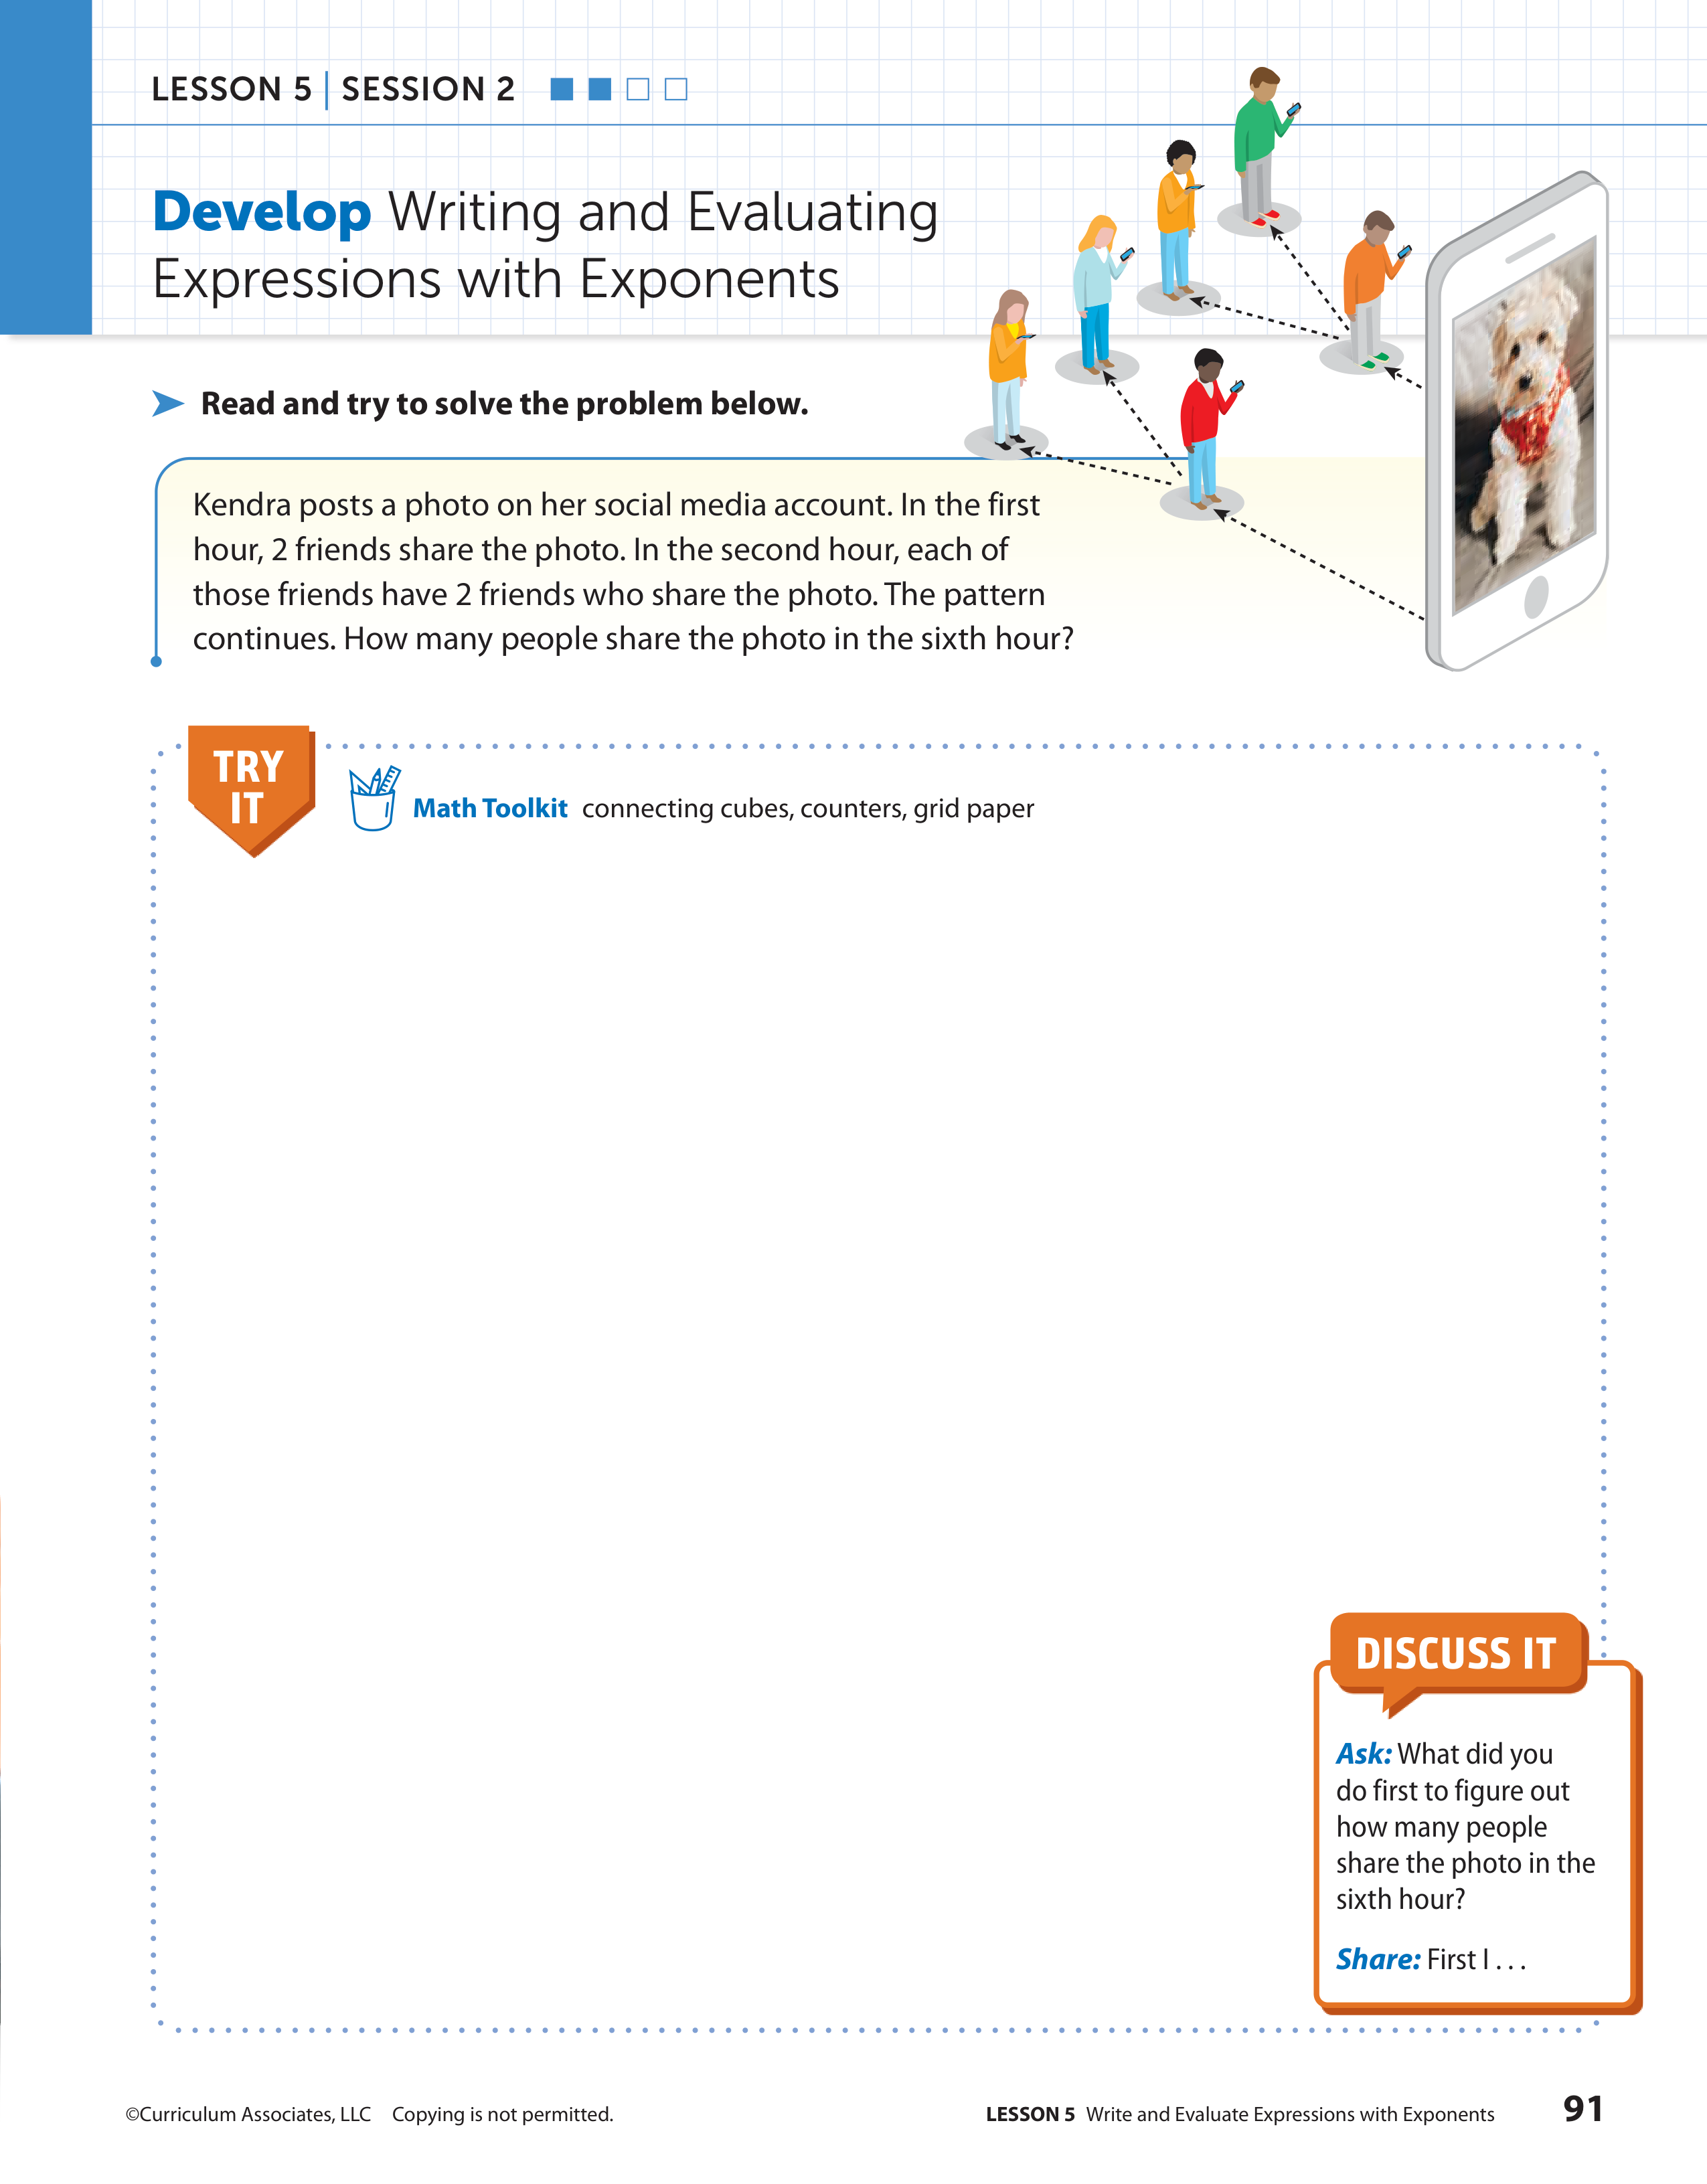 LESSON 5 | SESSION 2
Develop Writing and Evaluating
Expressions with Exponents
Read and try to solve the problem below.
Kendra posts a photo on her social media account. In the first
hour, 2 friends share the photo. In the second hour, each of
those friends have 2 friends who share the photo. The pattern
continues. How many people share the photo in the sixth hour?
TRY
IT
Math Toolkit connecting cubes, counters, grid paper
DISCUSS IT
Ask: What did you
do first to figure out
how many people
share the photo in the
sixth hour?
Share: First I . . .
©Curriculum Associates, LLC Copying is not permitted.
LESSON 5 Write and Evaluate Expressions with Exponents 91